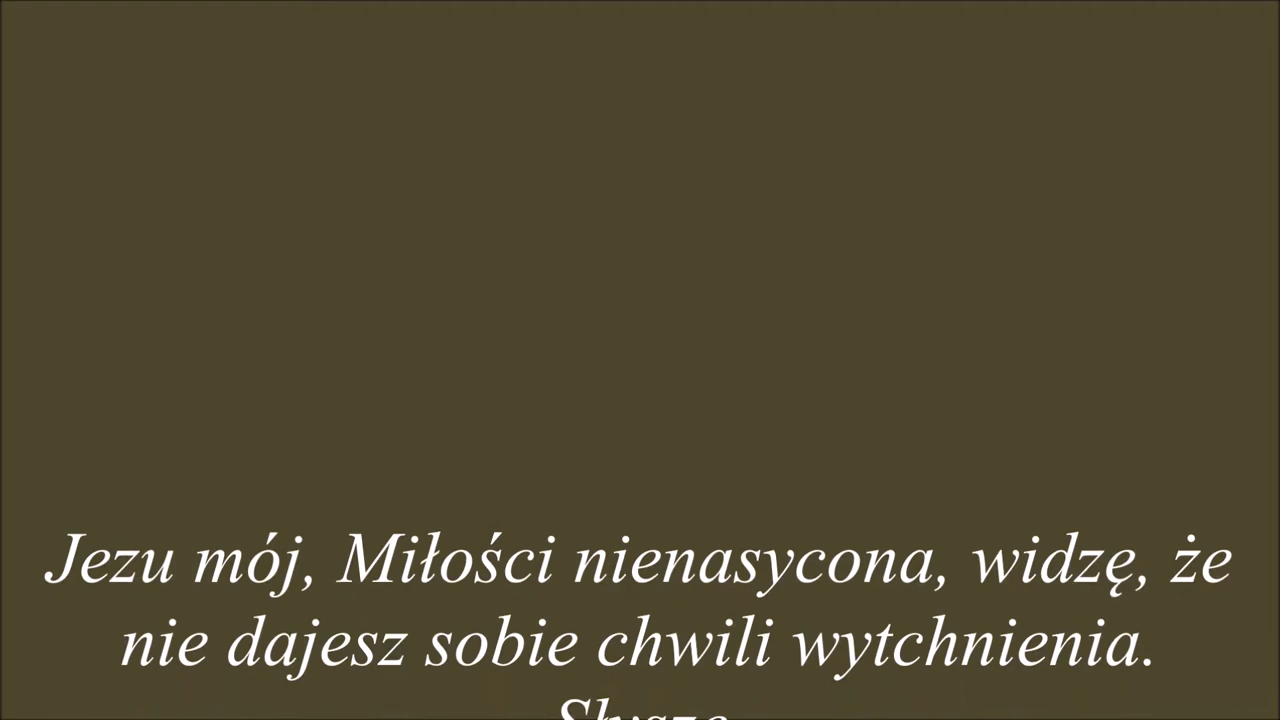 Jezu mój, Miłości nienasycona, widzę, że
nie dajesz sobie chwili wytchnienia.